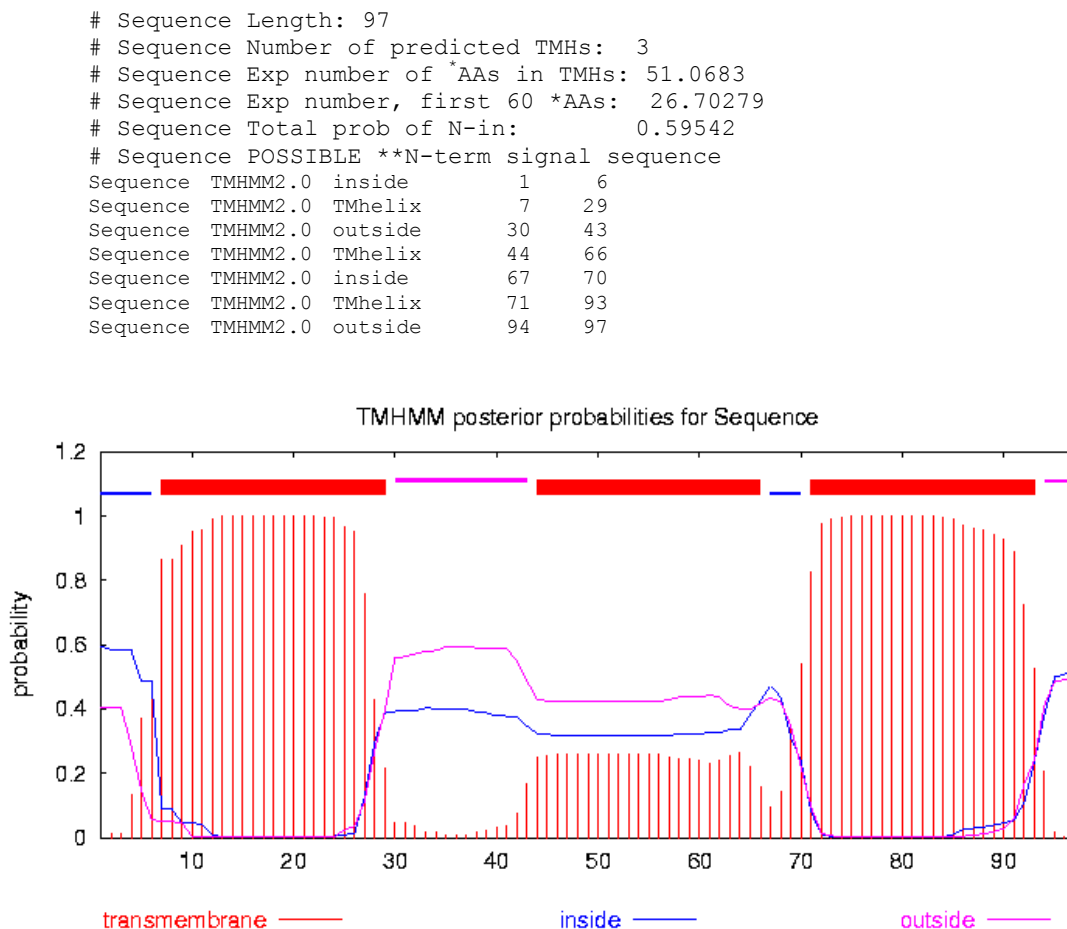 # Sequence Length: 97
# Sequence Number of predicted TMHs: 3
# Sequence Exp number of *AAs in TMHs: 51.0683
# Sequence Exp number, first 60 *AAs: 26.70279
# Sequence Total prob of N-in: 0.59542
# Sequence POSSIBLE **N-term signal sequence
Sequence TMHMM2.0 inside 1 6
Sequence TMHMM2.0 TMhelix 7 29
Sequence TMHMM2.0 outside 30 43
Sequence TMHMM2.0 TMhelix 44 66
Sequence TMHMM2.0 inside 67 70
Sequence TMHMM2.0 TMhelix 71 93
Sequence TMHMM2.0 outside 94 97
TMHMM posterior probabilities for Sequence
1.2
1
0.8
0.6
0.4
0.2
0
probability
10 20 30 40 50 60 70 80 90
transmembrane inside outside